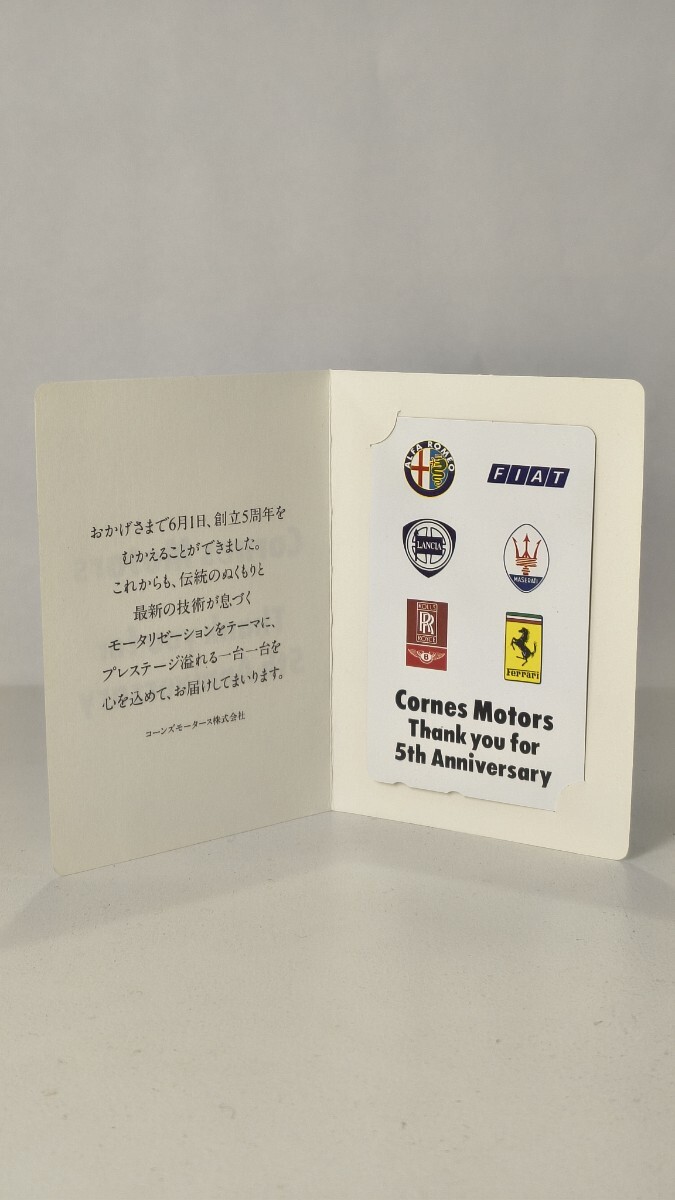 おかげさまで6月1日、創立5周年を
むかえることができました。
これからも、伝統のぬくもりと
最新の技術が息づく
モータリゼーションをテーマに、
プレステージ溢れる一台一台を
心を込めて、お届けしてまいります。
コーンズモータース株式会社
ALFA ROMEO
FIAT
LANCIA
MASERATI
ROLLS
RR
ROYCE
B
Ferrari
Cornes Motors
Thank you for
5th Anniversary